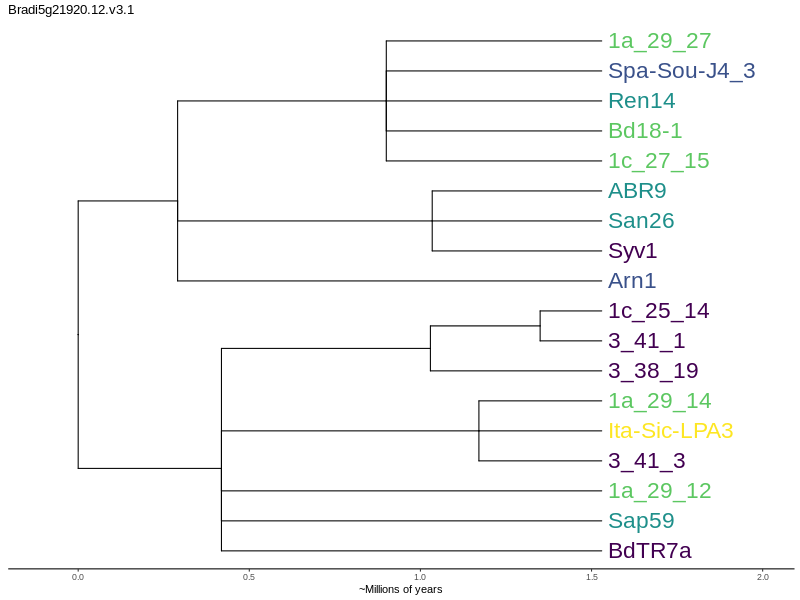 Bradi5g21920.12.v3.1
1a_29_27
Spa-Sou-J4_3
Ren14
Bd18-1
1c_27_15
ABR9
San26
Syv1
Arn1
1c_25_14
3_41_1
3_38_19
1a_29_14
Ita-Sic-LPA3
3_41_3
1a_29_12
Sap59
BdTR7a
0.0 0.5 1.0 1.5 2.0
~Millions of years